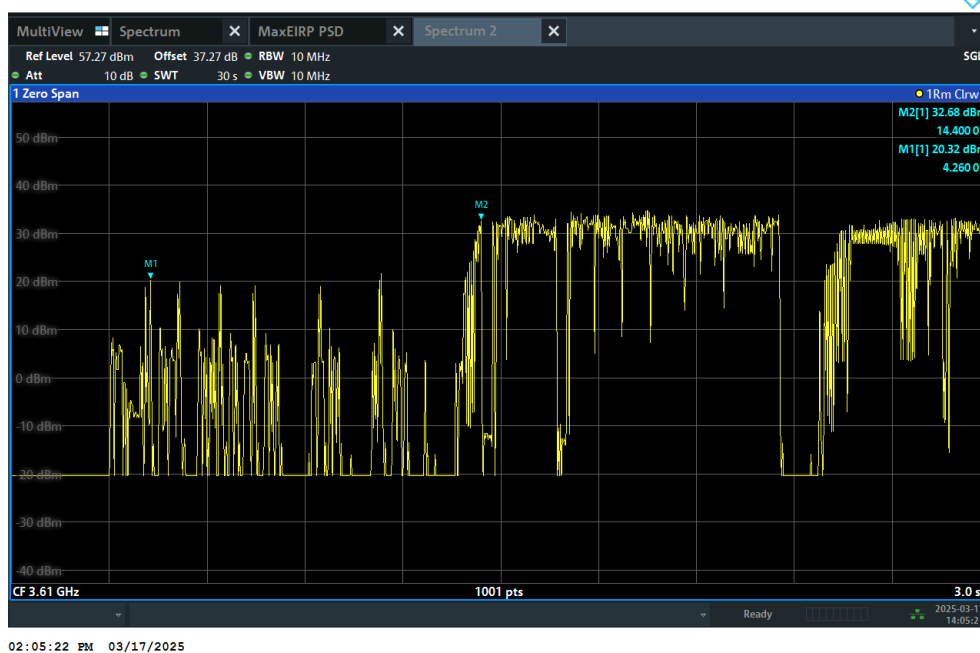 MultiView Spectrum MaxEIRP PSD Spectrum 2
Ref Level 57.27 dBm Offset 37.27 dB RBW 10 MHz SGL
Att 10 dB SWT 30 s VBW 10 MHz
1 Zero Span 1Rm Clrw
M2[1] 32.68 dBm
14.400 0
M1[1] 20.32 dBm
4.260 0
50 dBm
40 dBm
M2
30 dBm
M1
20 dBm
10 dBm
0 dBm
-10 dBm
-20 dBm
-30 dBm
-40 dBm
CF 3.61 GHz 1001 pts 3.0 s
Ready 2025-03-17
14:05:2
02:05:22 PM 03/17/2025